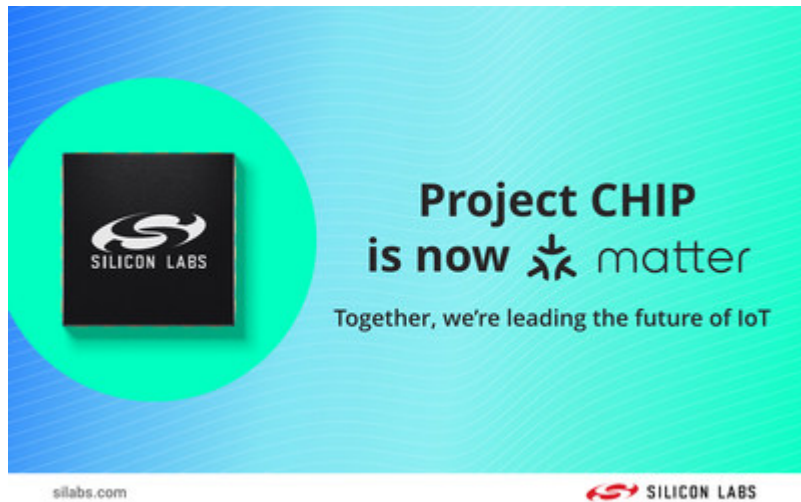 SILICON LABS
Project CHIP
is now matter
Together, we're leading the future of IoT
silabs.com
SILICON LABS